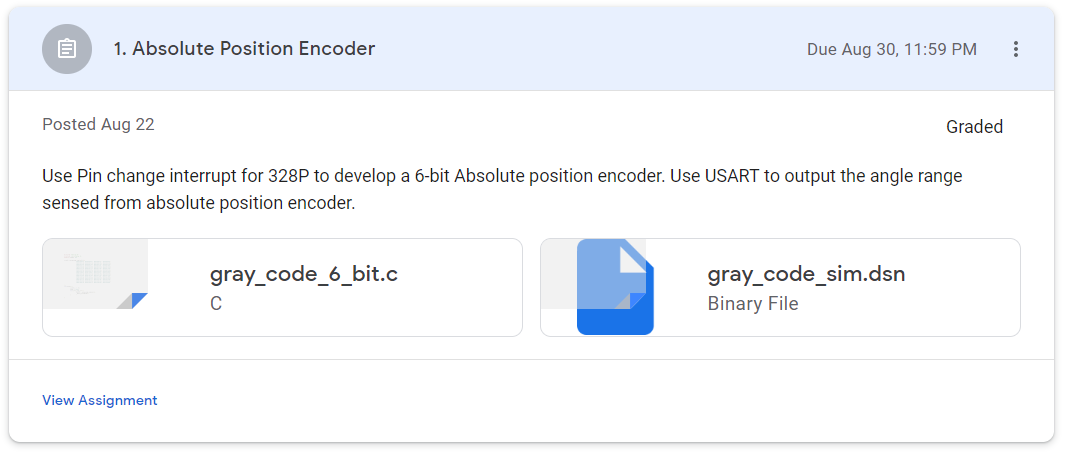 1. Absolute Position Encoder
Due Aug 30, 11:59 PM
Posted Aug 22
Graded
Use Pin change interrupt for 328P to develop a 6-bit Absolute position encoder. Use USART to output the angle range
sensed from absolute position encoder.
gray_code_6_bit.c
C
gray_code_sim.dsn
Binary File
View Assignment